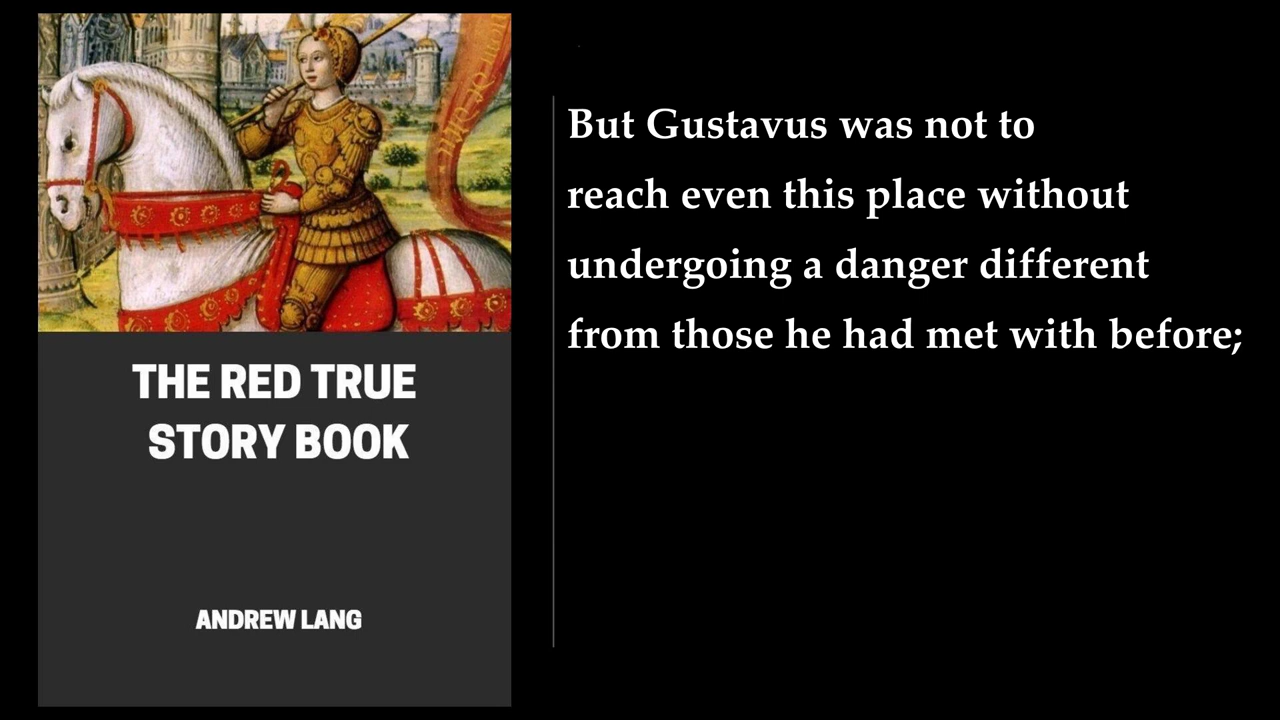 THE RED TRUE
STORY BOOK
ANDREW LANG
But Gustavus was not to
reach even this place without
undergoing a danger different
from those he had met with before;